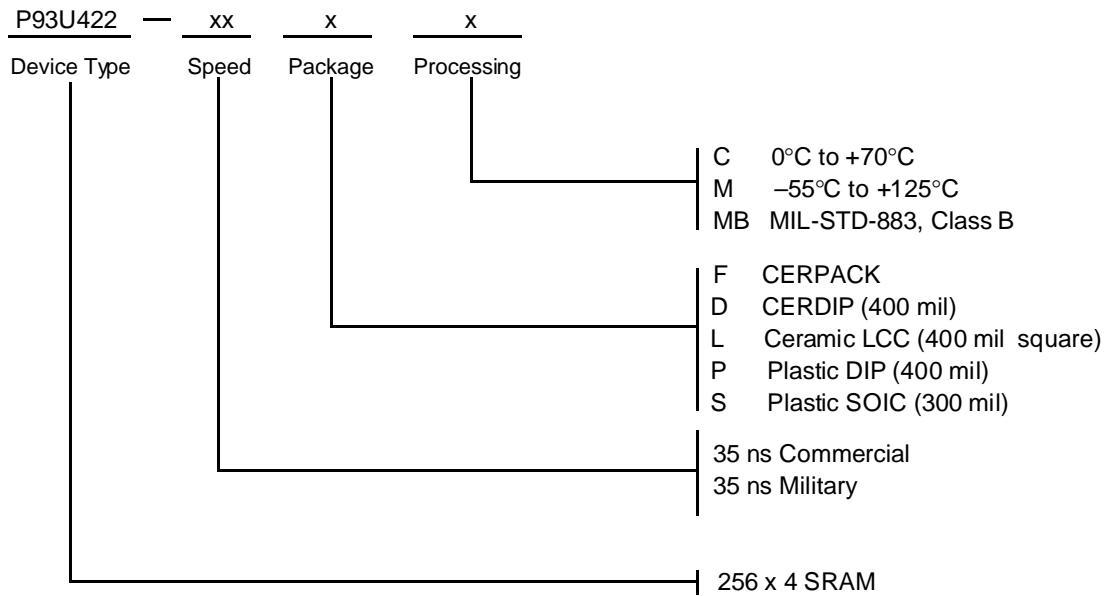 P93U422 — xx x x
Device Type Speed Package Processing
C 0°C to +70°C
M –55°C to +125°C
MB MIL-STD-883, Class B
F CERPACK
D CERDIP (400 mil)
L Ceramic LCC (400 mil square)
P Plastic DIP (400 mil)
S Plastic SOIC (300 mil)
35 ns Commercial
35 ns Military
256 x 4 SRAM